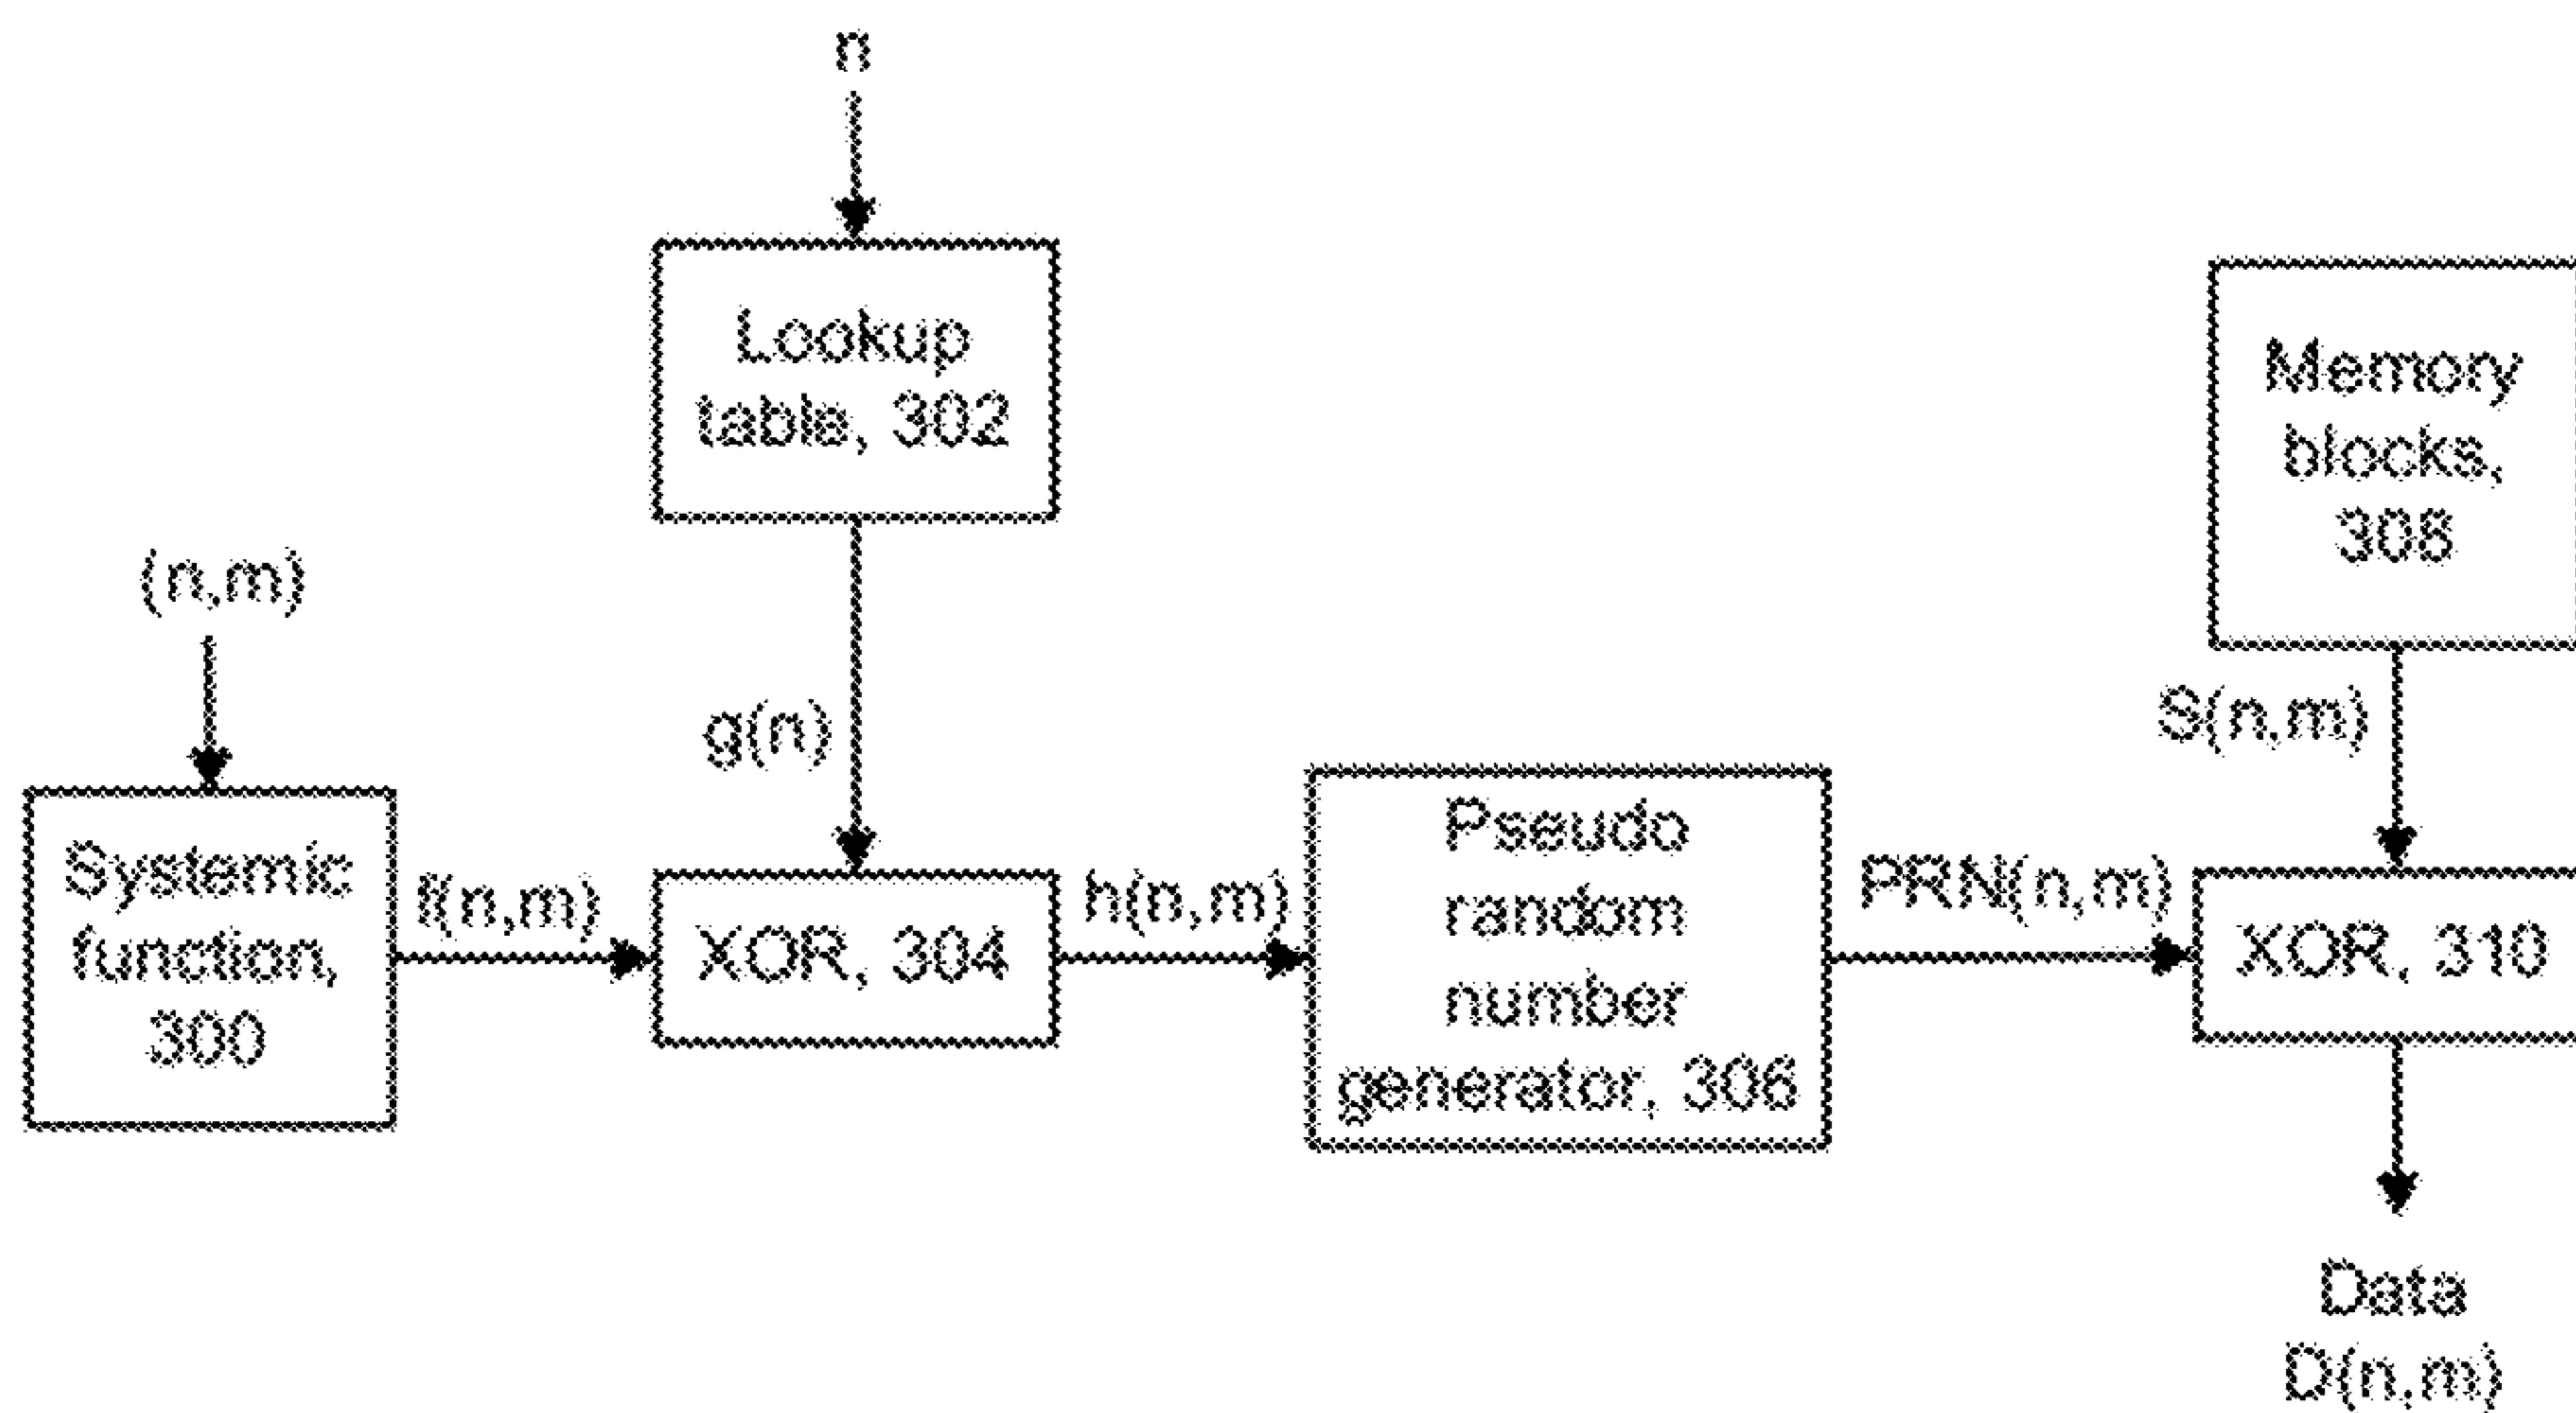 n
Lookup
table, 302
Memory
blocks,
308
(n,m)
g(n)
S(n,m)
Systemic
function,
300
f(n,m)
XOR, 304
h(n,m)
Pseudo
random
number
generator, 306
PRN(n,m)
XOR, 310
Data
D(n,m)